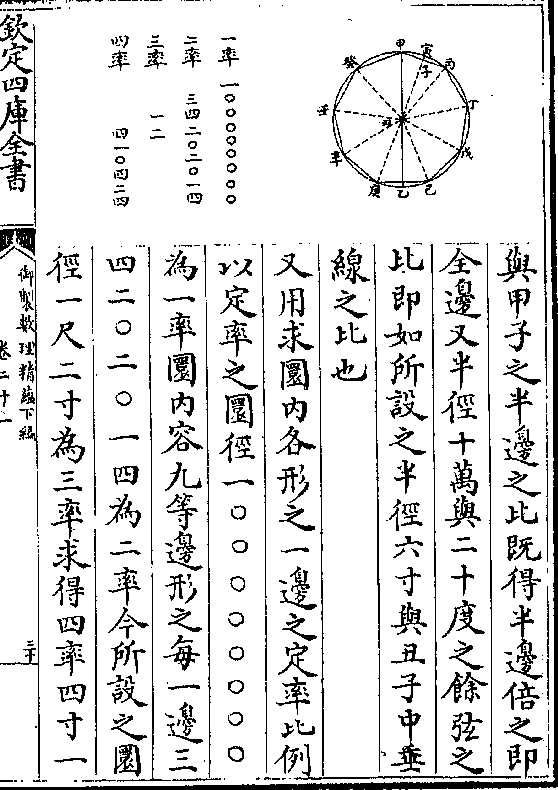 甲
寅
子
丙
丁
戊
己
乙
庚
辛
壬
癸
丑
一率 一〇〇〇〇〇〇〇〇
二率 三四二〇二〇一四
三率 一二
四率 四一〇四二四
與甲子之半邊之比既得半邊倍之即
全邊又半徑十萬與二十度之餘弦之
比即如所設之半徑六寸與丑子中垂
線之比也
又用求圜內各形之一邊之定率比例
以定率之圜徑一〇〇〇〇〇〇〇〇
為一率圜內容九等邊形之每一邊三
四二〇二〇一四為二率今所設之圜
徑一尺二寸為三率求得四率四寸一
欽定四庫全書
御製數理精蘊下編
卷二十一